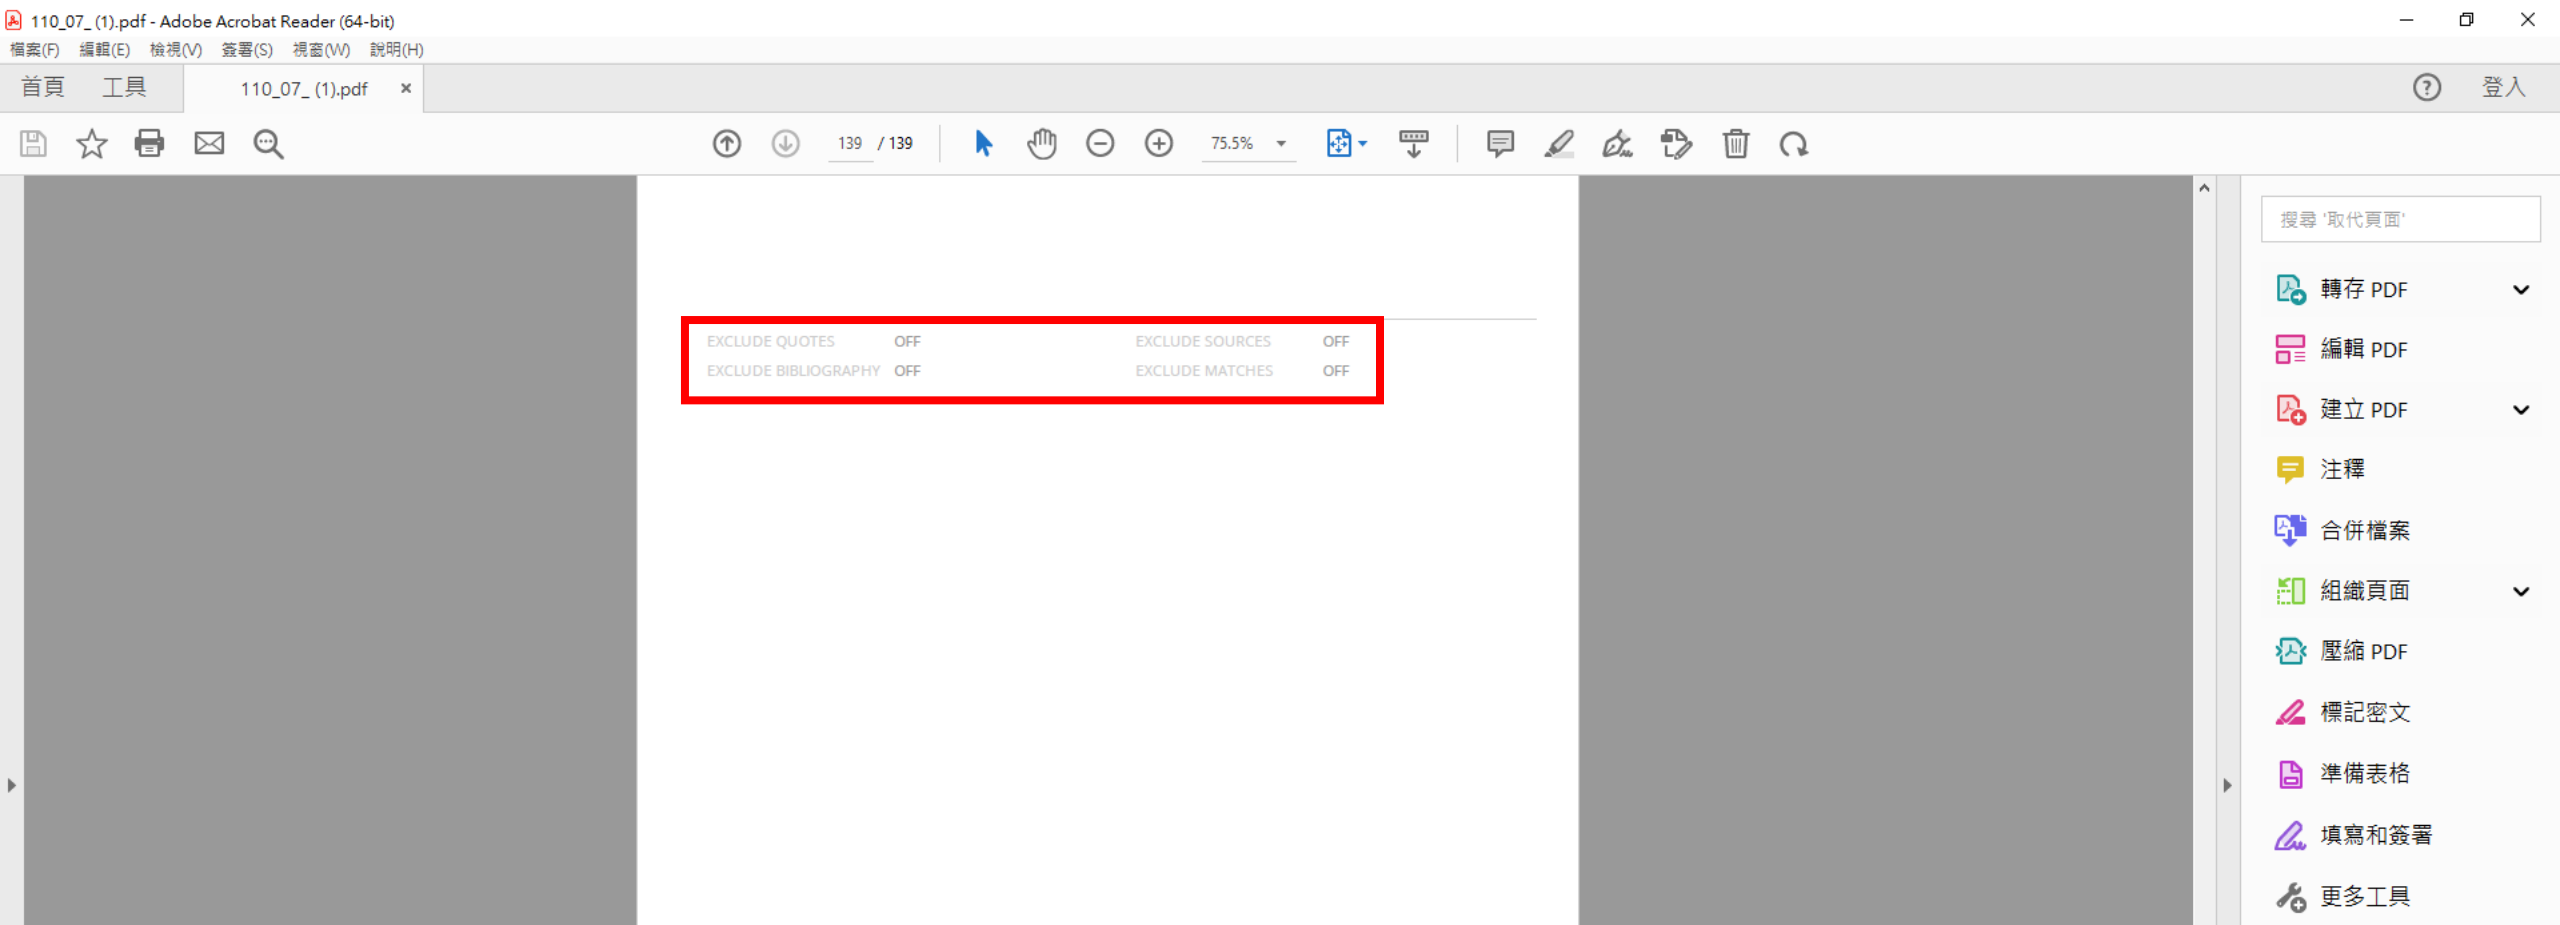 110_07_ (1).pdf - Adobe Acrobat Reader (64-bit)
檔案(F) 編輯(E) 檢視(V) 簽署(S) 視窗(W) 說明(H)
首頁 工具 110_07_ (1).pdf × ? 登入
139 / 139 75.5%
搜尋 '取代頁面'
轉存 PDF
EXCLUDE QUOTES OFF EXCLUDE SOURCES OFF
EXCLUDE BIBLIOGRAPHY OFF EXCLUDE MATCHES OFF
編輯 PDF
建立 PDF
注釋
合併檔案
組織頁面
壓縮 PDF
標記密文
準備表格
填寫和簽署
更多工具